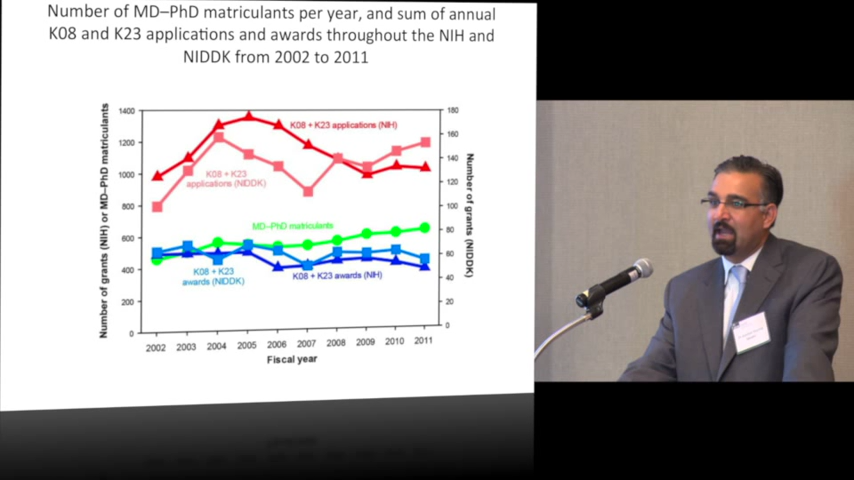 Number of MD–PhD matriculants per year, and sum of annual
K08 and K23 applications and awards throughout the NIH and
NIDDK from 2002 to 2011
Number of grants (NIH) or MD–PhD matriculants
1400
1200
1000
800
600
400
200
0
K08 + K23 applications (NIH)
K08 + K23
applications (NIDDK)
MD–PhD matriculants
K08 + K23
awards (NIDDK)
K08 + K23 awards (NIH)
180
160
140
120
100
80
60
40
20
0
Number of grants (NIDDK)
2002 2003 2004 2005 2006 2007 2008 2009 2010 2011
Fiscal year